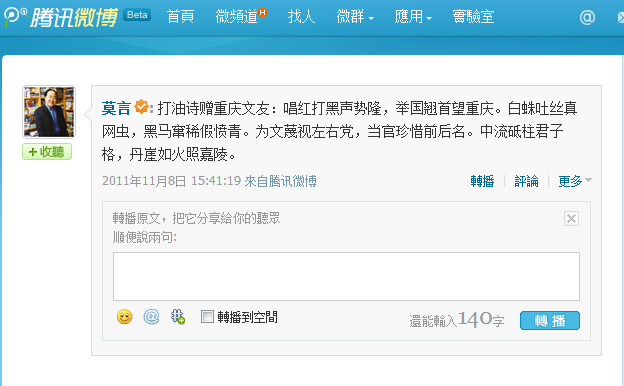 腾讯微博 Beta 首頁 微頻道 H 找人 微群 應用 實驗室 @
莫言: 打油诗赠重庆文友：唱红打黑声势隆，举国翘首望重庆。白蛛吐丝真
网虫，黑马窜稀假愤青。为文蔑视左右党，当官珍惜前后名。中流砥柱君子
格，丹崖如火照嘉陵。
+收聽
2011年11月8日 15:41:19 來自腾讯微博 轉播 | 評論 | 更多
轉播原文，把它分享給你的聽眾
順便說兩句:
@ 轉播到空間 還能輸入140字 轉播